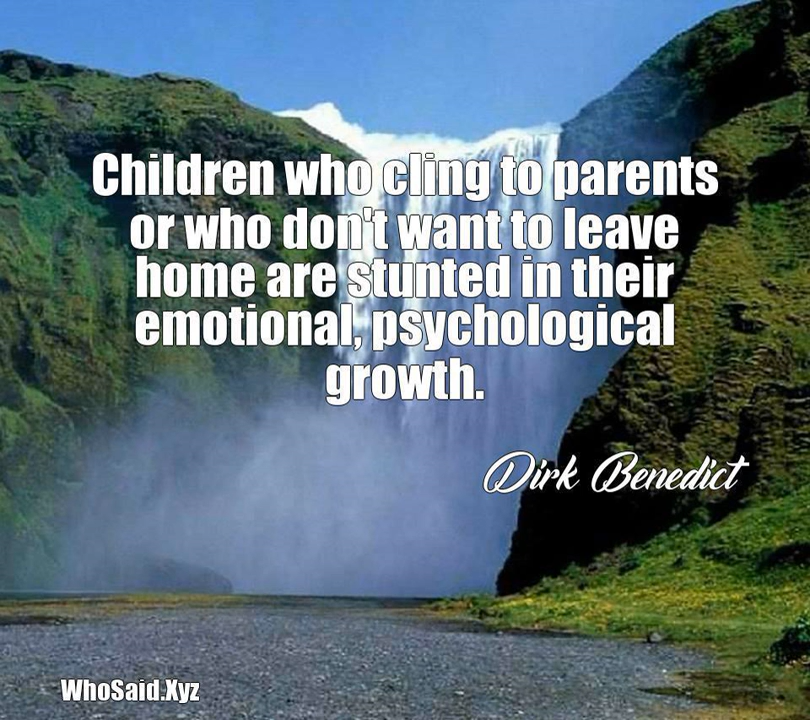 Children who cling to parents
or who don't want to leave
home are stunted in their
emotional, psychological
growth.
Dirk Benedict
WhoSaid.Xyz